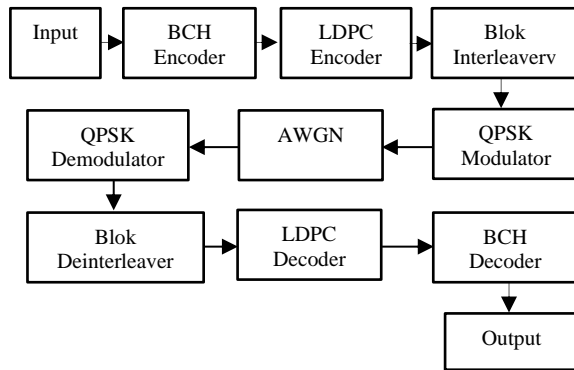 Input
BCH
Encoder
LDPC
Encoder
Blok
Interleaverv
QPSK
Demodulator
AWGN
QPSK
Modulator
Blok
Deinterleaver
LDPC
Decoder
BCH
Decoder
Output